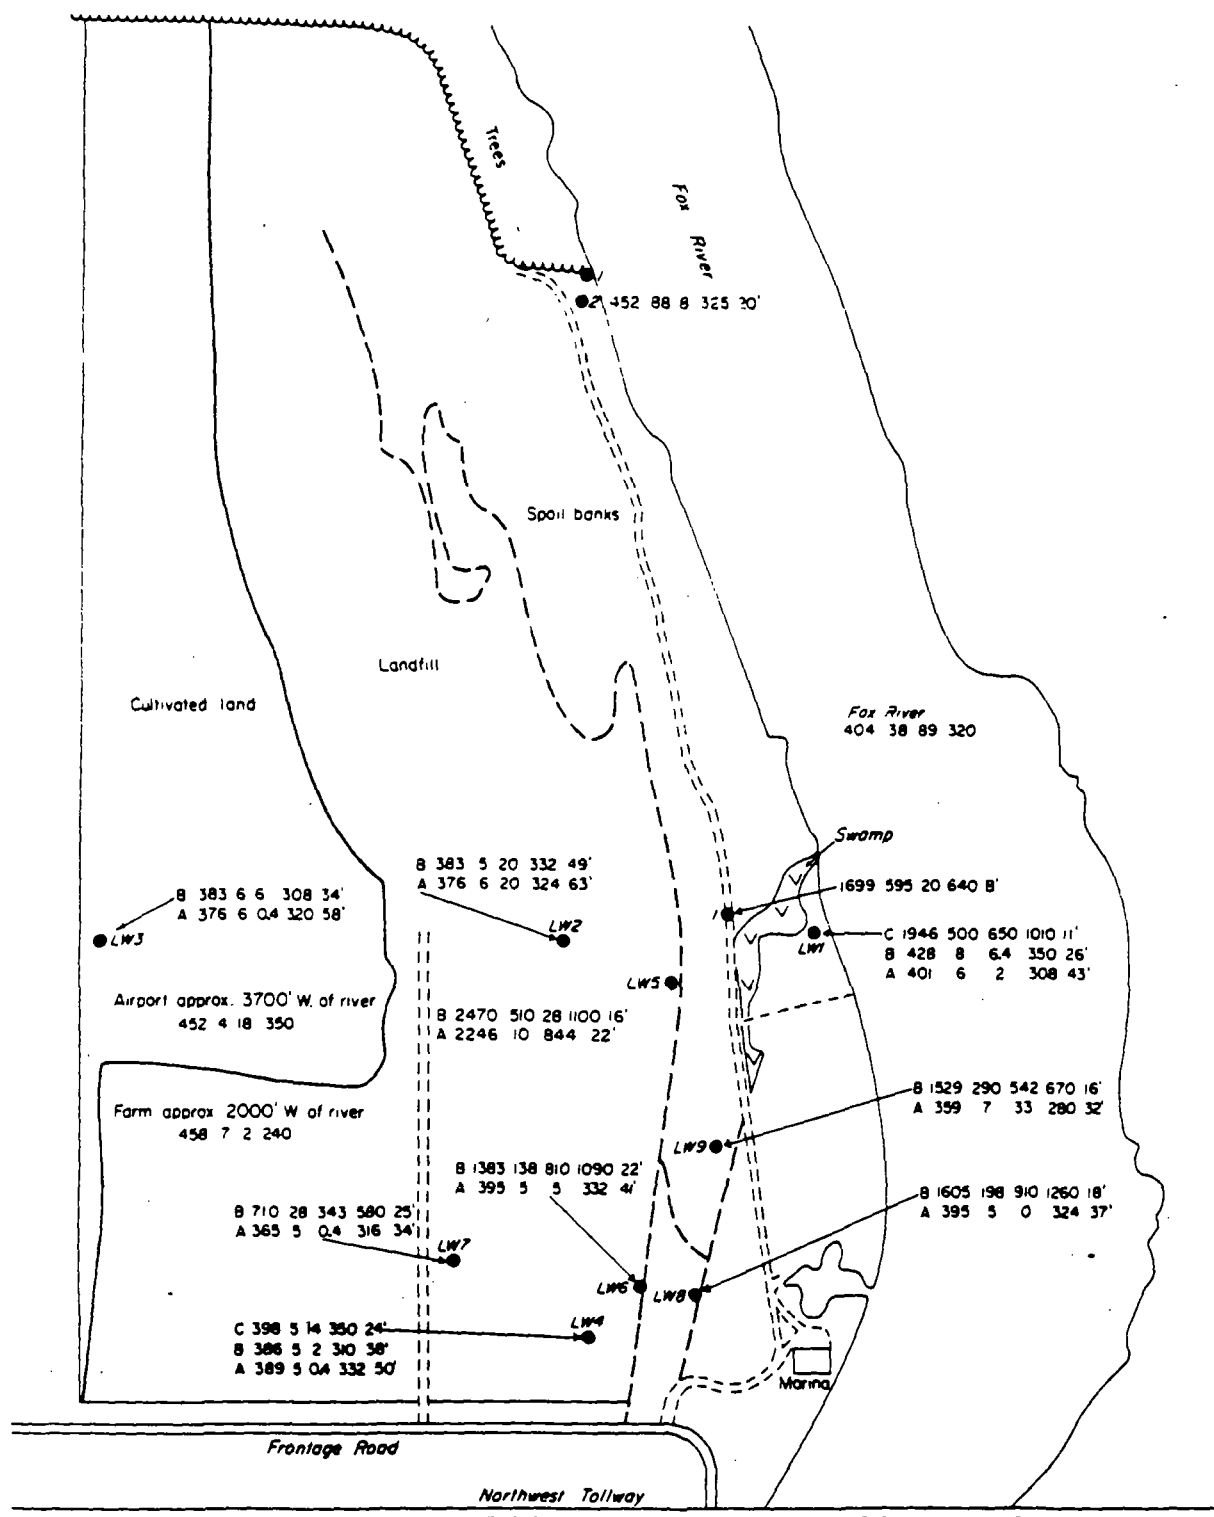 Trees
Fox
River
1
2 452 88 8 325 20'
Spoil banks
Landfill
Cultivated land
Fox River
404 38 89 320
Swamp
B 383 5 20 332 49'
A 376 6 20 324 63'
B 383 6 6 308 34'
A 376 6 0.4 320 58'
1699 595 20 640 8'
1
LW2
LW3
C 1946 500 650 1010 11'
LW1
B 428 8 6.4 350 26'
A 401 6 2 308 43'
LW5
Airport approx. 3700' W. of river
452 4 18 350
B 2470 510 28 1100 16'
A 2246 10 844 22'
B 1529 290 542 670 16'
A 359 7 33 280 32'
Farm approx 2000' W of river
458 7 2 240
LW9
B 1383 138 810 1090 22'
A 395 5 5 332 41'
B 1605 198 910 1260 18'
A 395 5 0 324 37'
B 710 28 343 580 25'
A 365 5 0.4 316 34'
LW7
LW6
LW8
C 398 5 14 350 24'
LW4
B 386 5 2 310 38'
A 389 5 0.4 332 50'
Marina
Frontage Road
Northwest Tollway